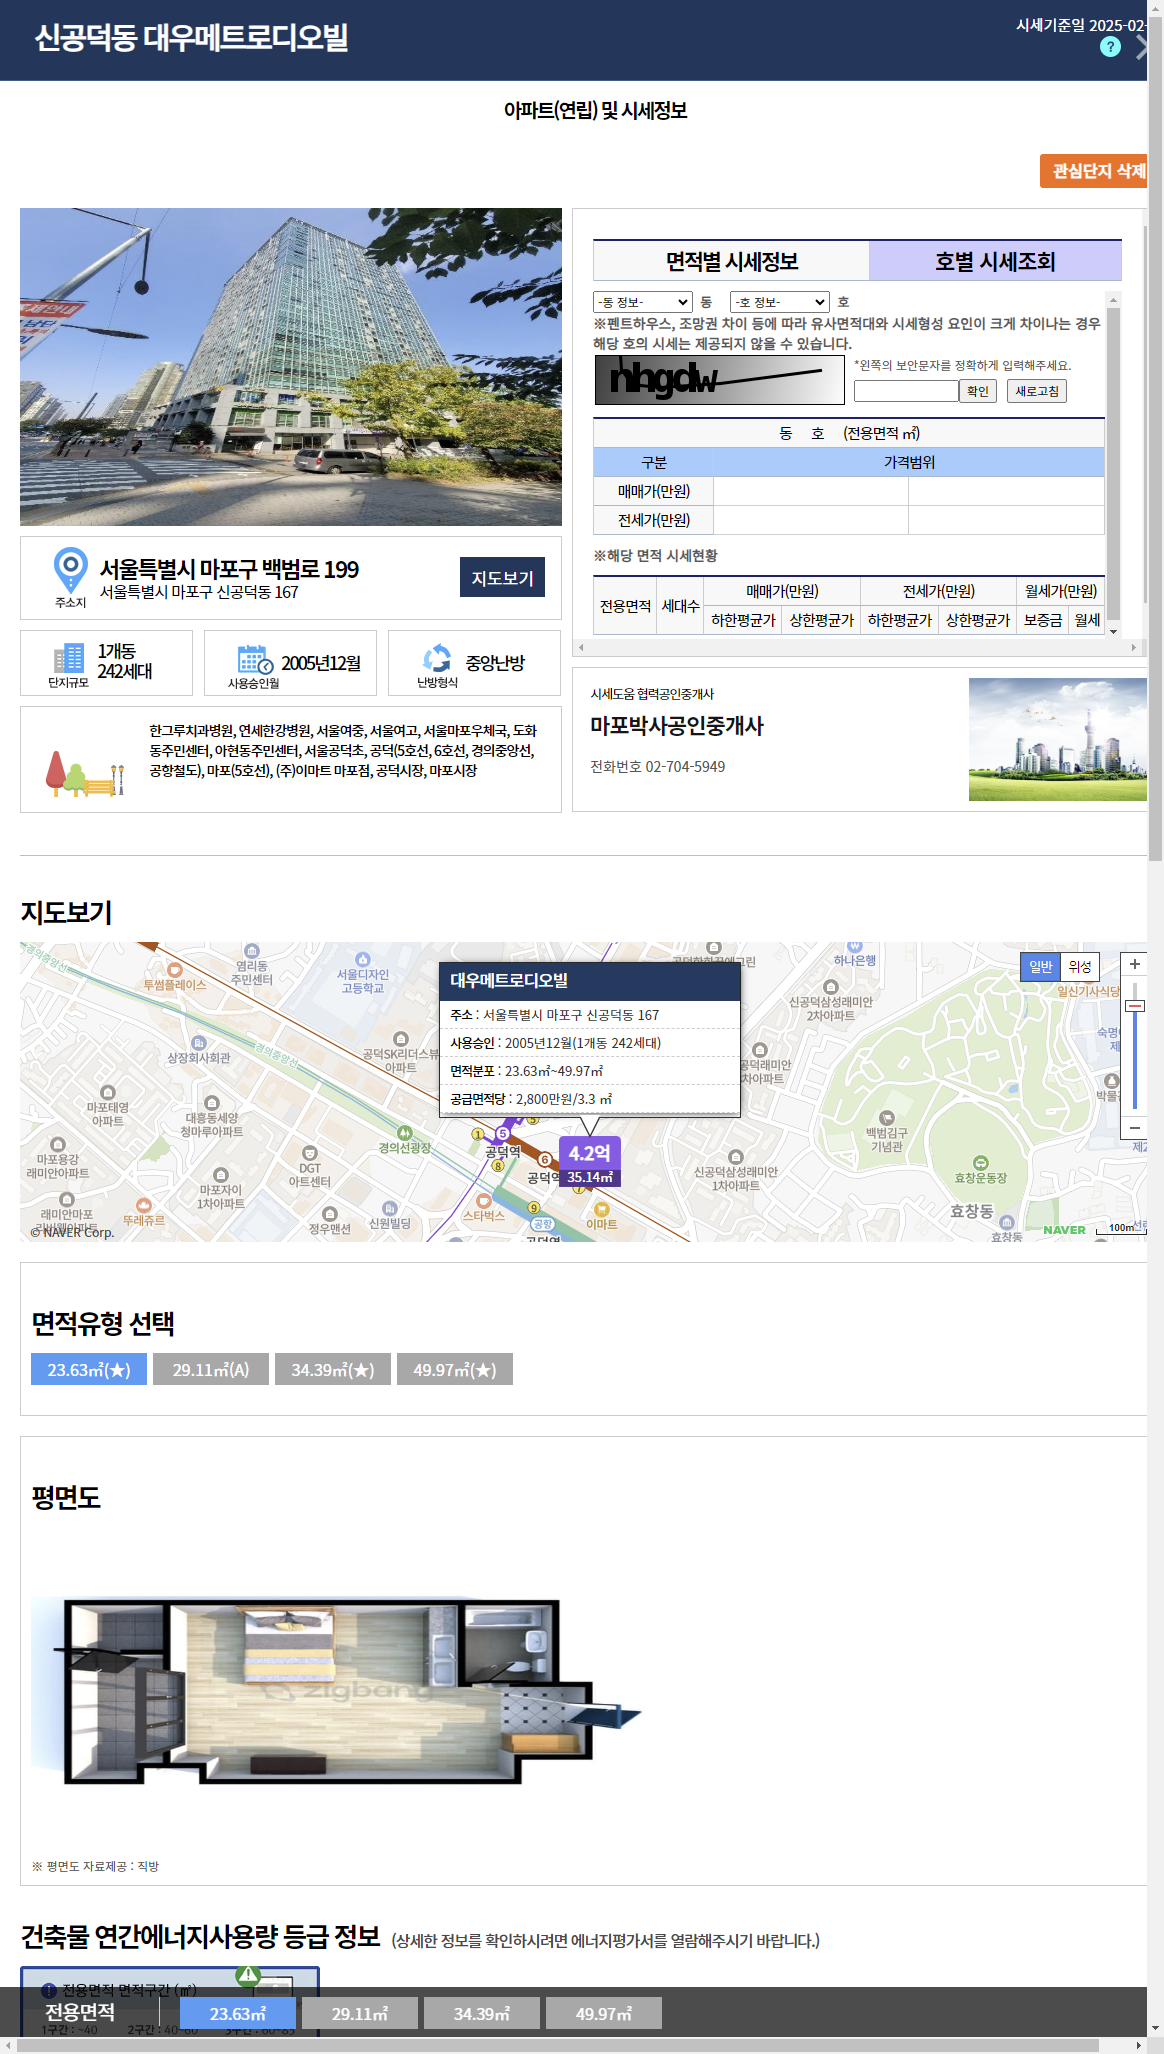 신공덕동 대우메트로디오빌
시세기준일 2025-02-
?
아파트(연립) 및 시세정보
관심단지 삭제
면적별 시세정보 호별 시세조회
-동 정보- 동 -호 정보- 호
※펜트하우스, 조망권 차이 등에 따라 유사면적대와 시세형성 요인이 크게 차이나는 경우
해당 호의 시세는 제공되지 않을 수 있습니다.
*왼쪽의 보안문자를 정확하게 입력해주세요.
nhgdw
확인 새로고침
동 호 (전용면적 ㎡)
구분 가격범위
매매가(만원)
전세가(만원)
※해당 면적 시세현황
전용면적 세대수 매매가(만원) 전세가(만원) 월세가(만원)
하한평균가 상한평균가 하한평균가 상한평균가 보증금 월세
주소지
서울특별시 마포구 백범로 199
서울특별시 마포구 신공덕동 167
지도보기
단지규모
1개동
242세대
사용승인월
2005년12월
난방형식
중앙난방
한그루치과병원, 연세한강병원, 서울여중, 서울여고, 서울마포우체국, 도화
동주민센터, 아현동주민센터, 서울공덕초, 공덕(5호선, 6호선, 경의중앙선,
공항철도), 마포(5호선), (주)이마트 마포점, 공덕시장, 마포시장
시세도움 협력공인중개사
마포박사공인중개사
전화번호 02-704-5949
지도보기
경의중앙선
투썸플레이스
염리동
주민센터
서울디자인
고등학교
하나은행
일반 위성
일신기사식당
신공덕삼성래미안
2차아파트
상장회사회관
경의중앙선
공덕SK리더스뷰
아파트
대우메트로디오빌
주소 : 서울특별시 마포구 신공덕동 167
사용승인 : 2005년12월(1개동 242세대)
면적분포 : 23.63㎡~49.97㎡
공급면적당 : 2,800만원/3.3 ㎡
공덕래미안
차아파트
마포태영
아파트
대흥동세양
청마루아파트
경의선광장
공덕역
1 5 5
8
6
공덕역
7
4.2억
35.14㎡
백범김구
기념관
마포용강
래미안아파트
DGT
아트센터
마포자이
1차아파트
신공덕삼성래미안
1차아파트
효창운동장
래미안마포
뚜레쥬르
정우맨션
신원빌딩
스타벅스
9
공항
이마트
효창동
효창동
© NAVER Corp.
NAVER
100m
면적유형 선택
23.63㎡(★) 29.11㎡(A) 34.39㎡(★) 49.97㎡(★)
평면도
zigbang
※ 평면도 자료제공 : 직방
건축물 연간에너지사용량 등급 정보 (상세한 정보를 확인하시려면 에너지평가서를 열람해주시기 바랍니다.)
전용면적 면적구간 (㎡)
전용면적 23.63㎡ 29.11㎡ 34.39㎡ 49.97㎡
1구간 : ~40 2구간 : 40~60 3구간 : 60~85